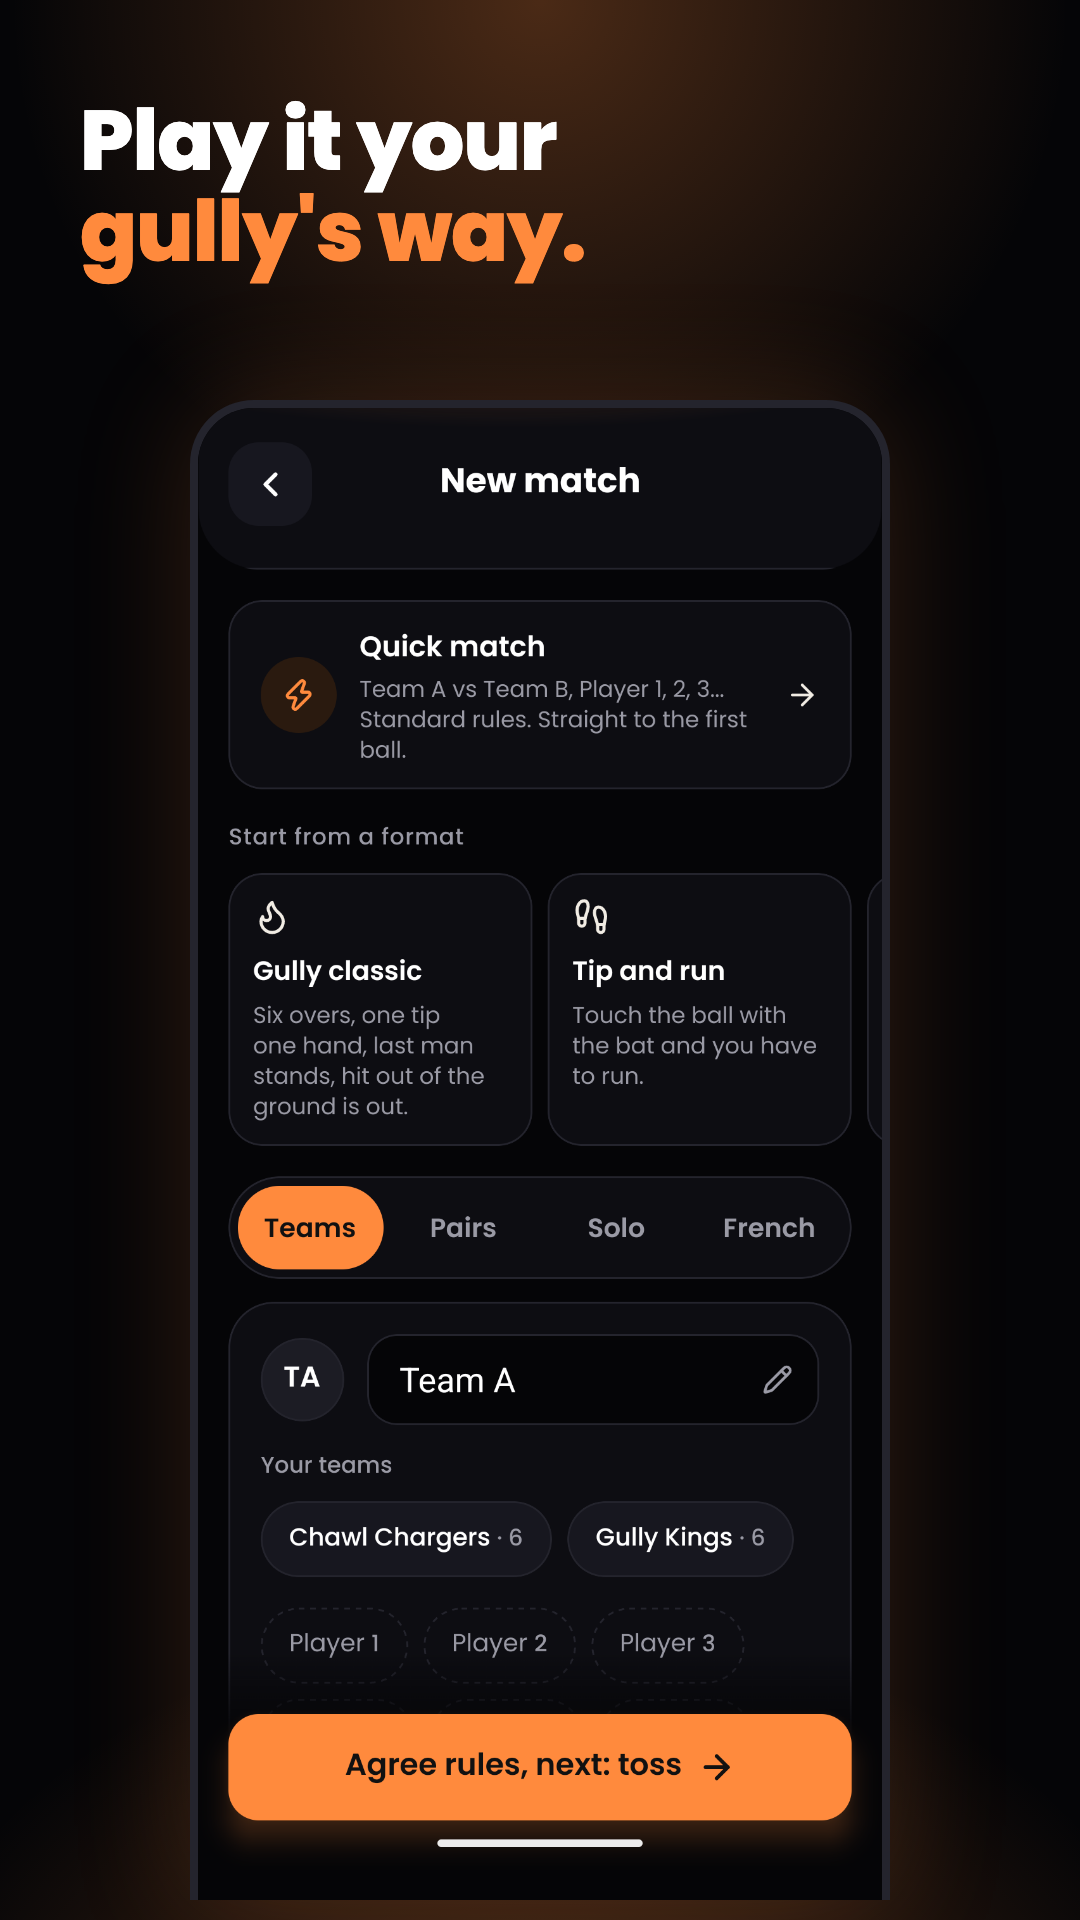 Play it your
gully's way.
New match
Quick match
Team A vs Team B, Player 1, 2, 3...
Standard rules. Straight to the first
ball.
Start from a format
Gully classic
Six overs, one tip
one hand, last man
stands, hit out of the
ground is out.
Tip and run
Touch the ball with
the bat and you have
to run.
Teams
Pairs
Solo
French
TA
Team A
Your teams
Chawl Chargers · 6
Gully Kings · 6
Player 1
Player 2
Player 3
Agree rules, next: toss →